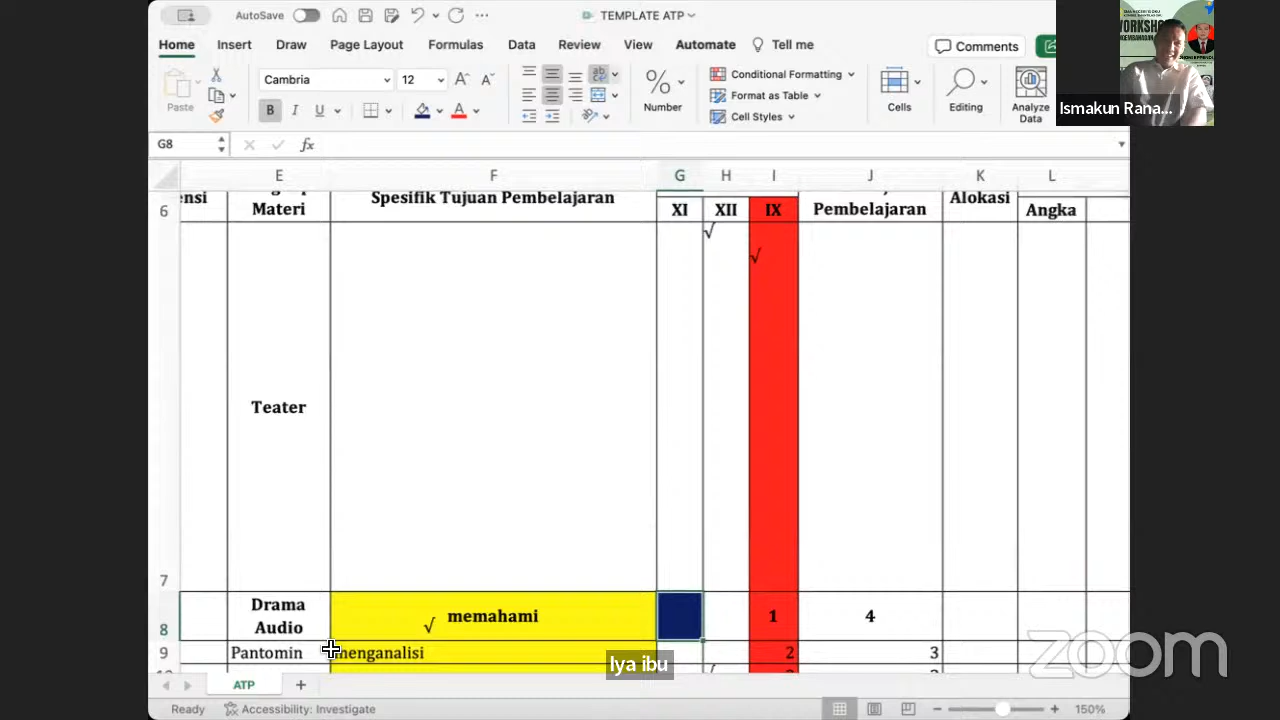 AutoSave
TEMPLATE ATP
Home Insert Draw Page Layout Formulas Data Review View Automate Tell me
Comments
Paste
Cambria 12
B I U A
Number
Conditional Formatting
Format as Table
Cell Styles
Cells
Editing
Analyze
Data
WORKSHO
Ismakun Rana...
G8 fx
E F G H I J K L
6 Materi Spesifik Tujuan Pembelajaran XI XII IX Pembelajaran Alokasi Angka
√
√
7 Teater
8 Drama
Audio √ memahami 1 4
9 Pantomin menganalisi 2 3
Iya ibu
zoom
ATP
Ready Accessibility: Investigate 150%